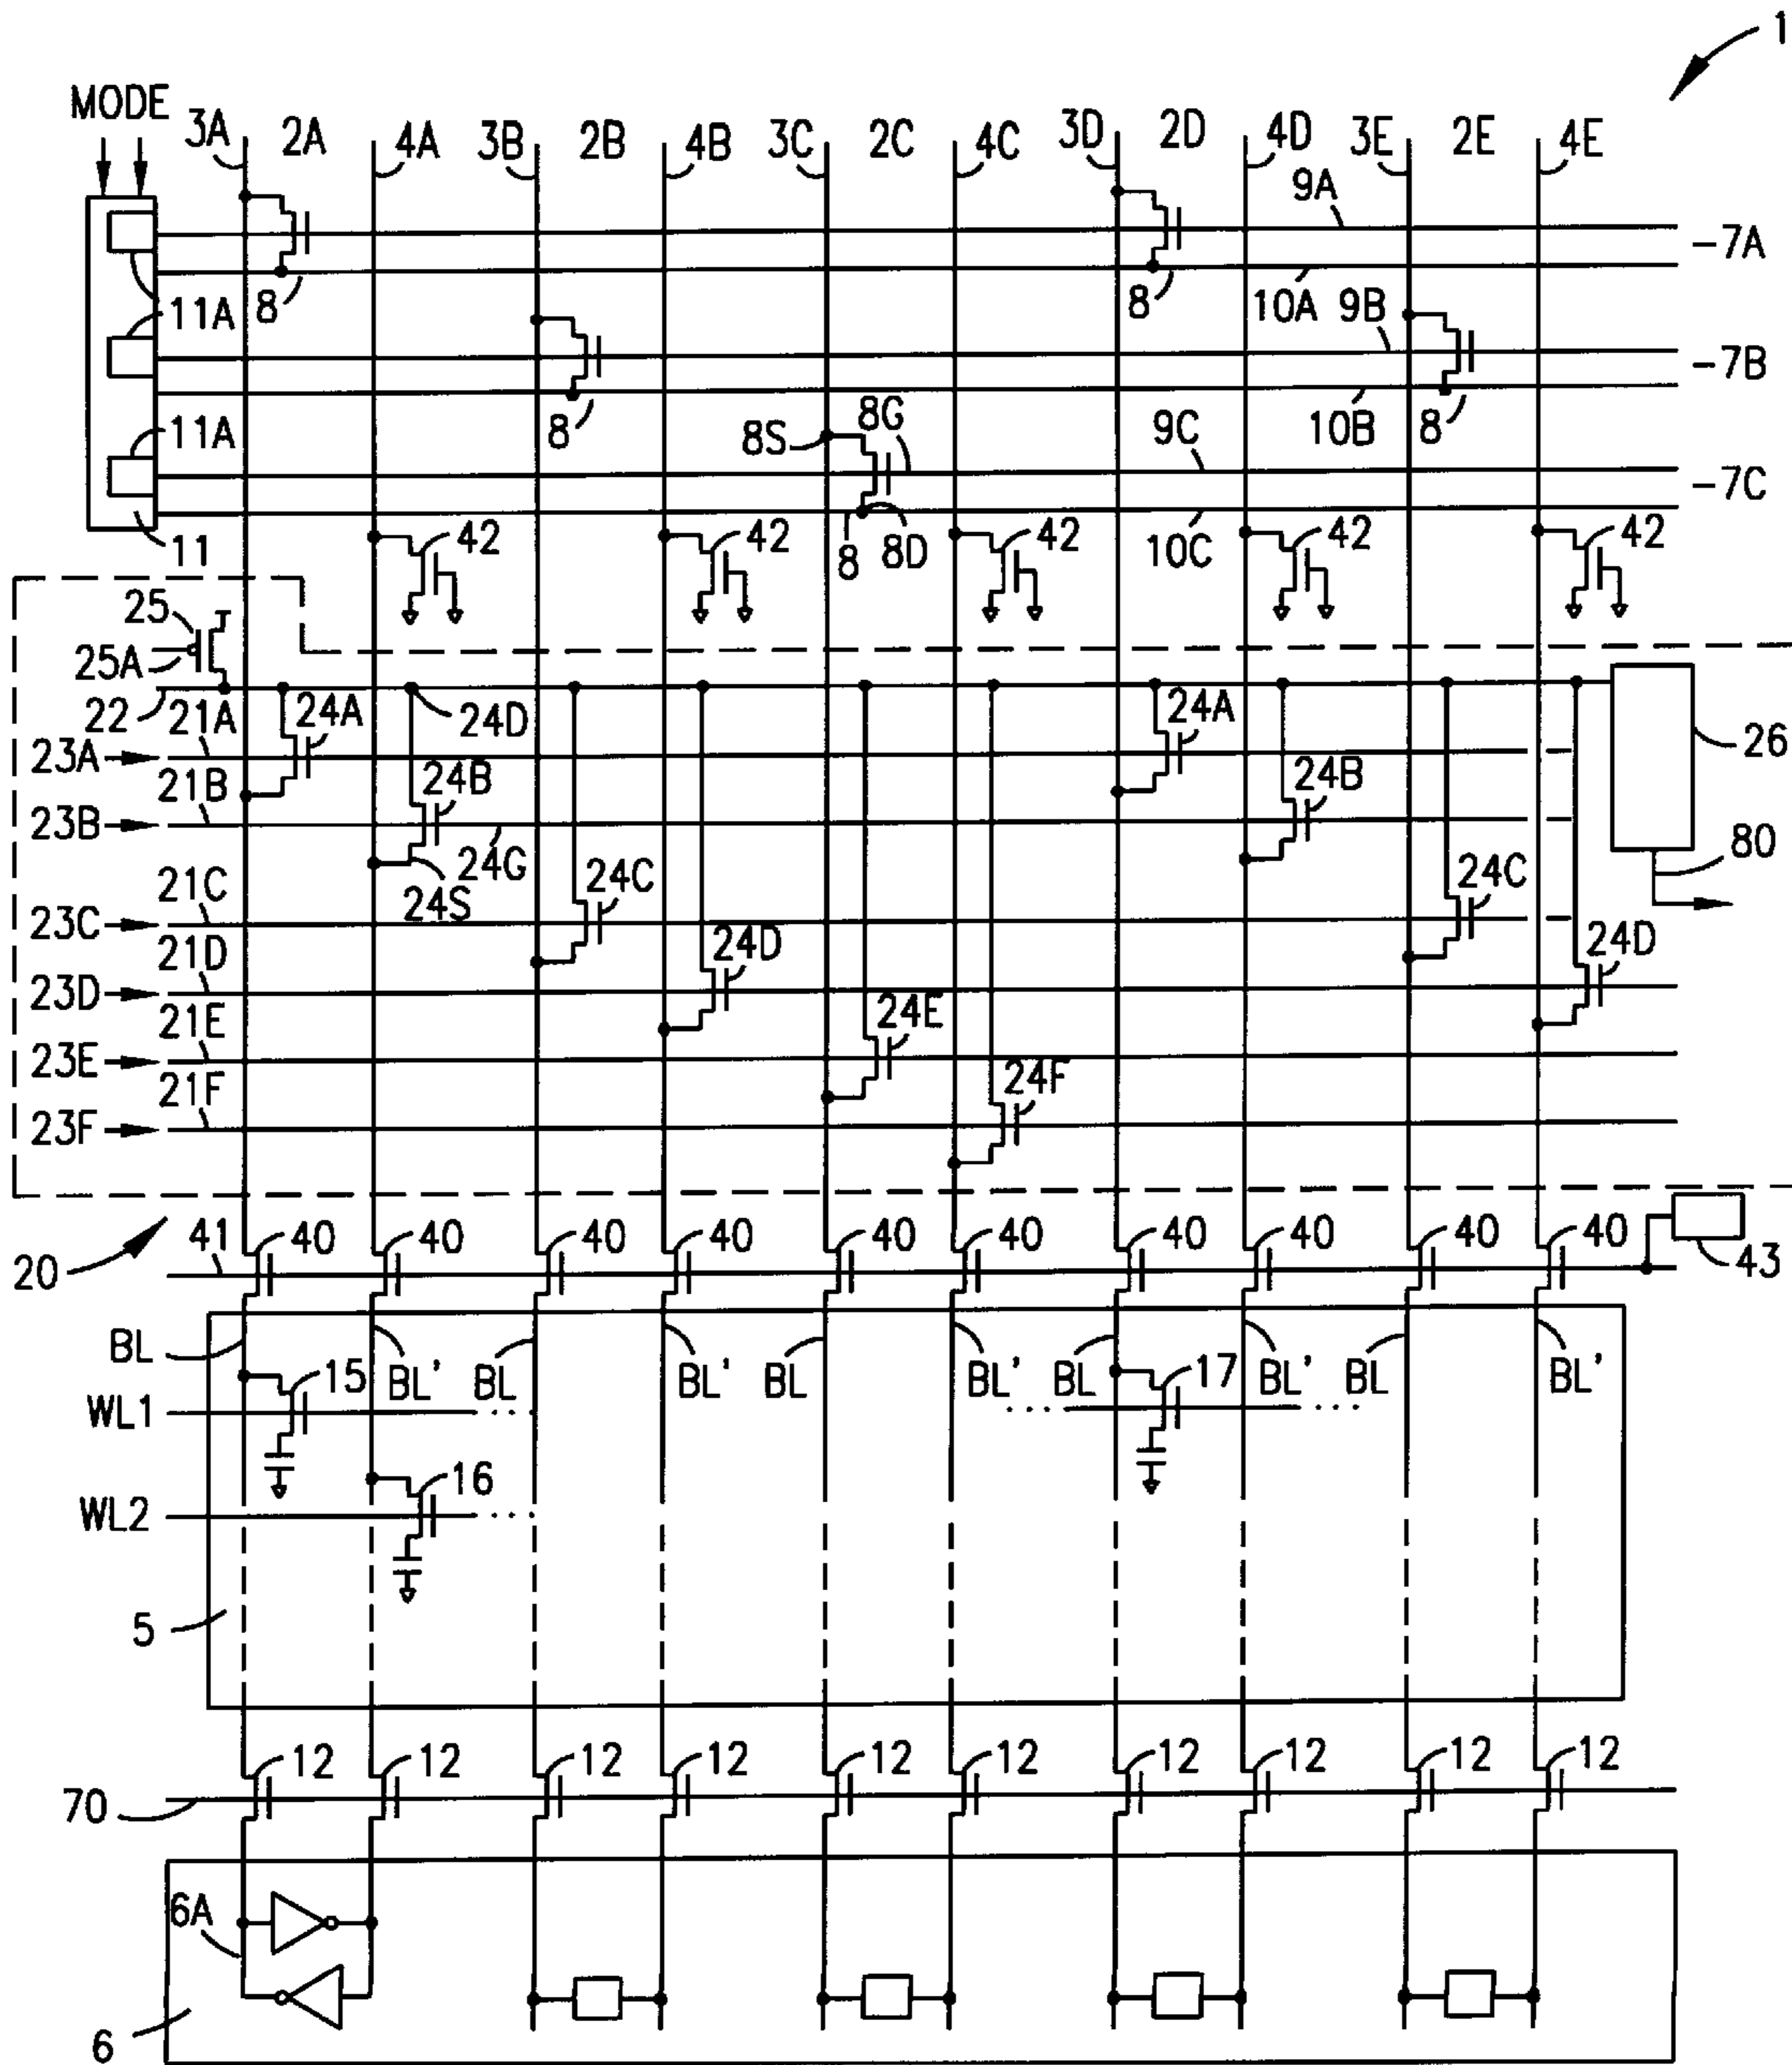 1
MODE
3A 2A 4A 3B 2B 4B 3C 2C 4C 3D 2D 4D 3E 2E 4E
9A
-7A
11A 8 8 10A 9B
-7B
11A 8 8S 8G 9C 10B 8
-7C
11 42 42 8 8D 42 10C 42 42
25
25A
22 21A 24A 24D 24A
23A 26
21B 24B 24B
23B 24G 80
21C 24S 24C 24C
23C
21D 24D 24D
23D
21E 24E
23E
21F 24F
23F
41 40 40 40 40 40 40 40 40 40 40
20 43
BL BL' BL BL' BL BL' BL BL' BL BL'
15 17
WL1
16
WL2
5
12 12 12 12 12 12 12 12 12 12
70
6A
6